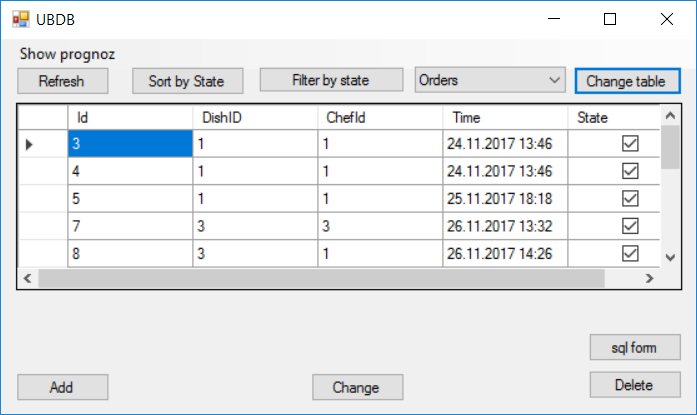 UBDB
Show prognoz
Refresh Sort by State Filter by state Orders Change table
Id DishID ChefId Time State
3 1 1 24.11.2017 13:46
4 1 1 24.11.2017 13:46
5 1 1 25.11.2017 18:18
7 3 3 26.11.2017 13:32
8 3 1 26.11.2017 14:26
sql form
Add Change Delete